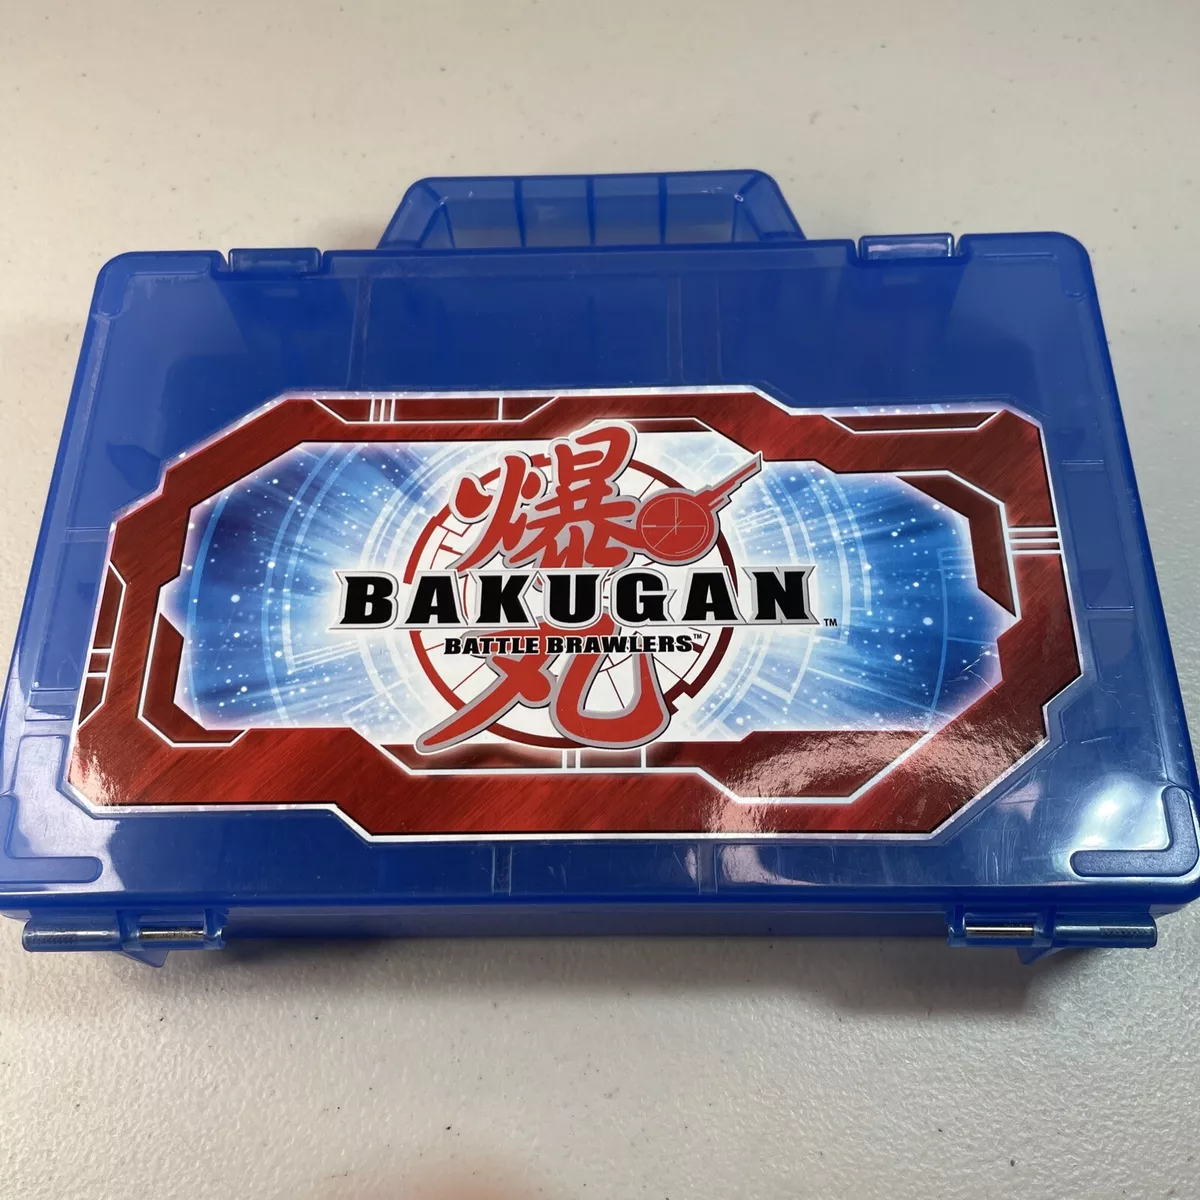 爆
BAKUGAN™
BATTLE BRAWLERS™
丸